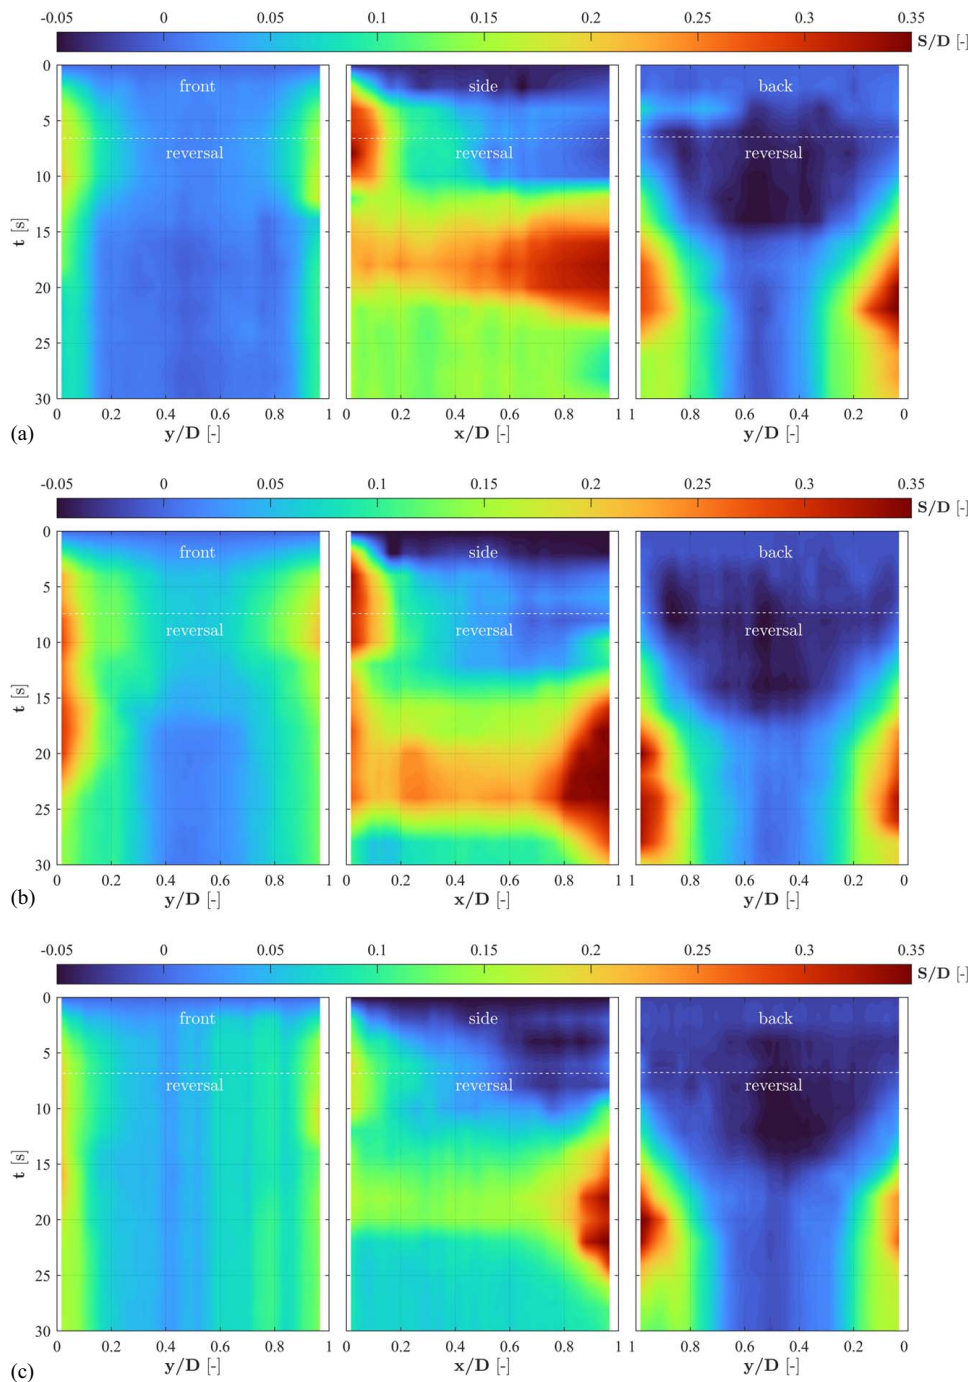 -0.05 0 0.05 0.1 0.15 0.2 0.25 0.3 0.35
S/D [-]
front side back
reversal reversal reversal
0
5
10
15
20
25
30
t [s]
0 0.2 0.4 0.6 0.8 1 0 0.2 0.4 0.6 0.8 1 1 0.8 0.6 0.4 0.2 0
(a) y/D [-] x/D [-] y/D [-]
-0.05 0 0.05 0.1 0.15 0.2 0.25 0.3 0.35
S/D [-]
front side back
reversal reversal reversal
0
5
10
15
20
25
30
t [s]
0 0.2 0.4 0.6 0.8 1 0 0.2 0.4 0.6 0.8 1 1 0.8 0.6 0.4 0.2 0
(b) y/D [-] x/D [-] y/D [-]
-0.05 0 0.05 0.1 0.15 0.2 0.25 0.3 0.35
S/D [-]
front side back
reversal reversal reversal
0
5
10
15
20
25
30
t [s]
0 0.2 0.4 0.6 0.8 1 0 0.2 0.4 0.6 0.8 1 1 0.8 0.6 0.4 0.2 0
(c) y/D [-] x/D [-] y/D [-]